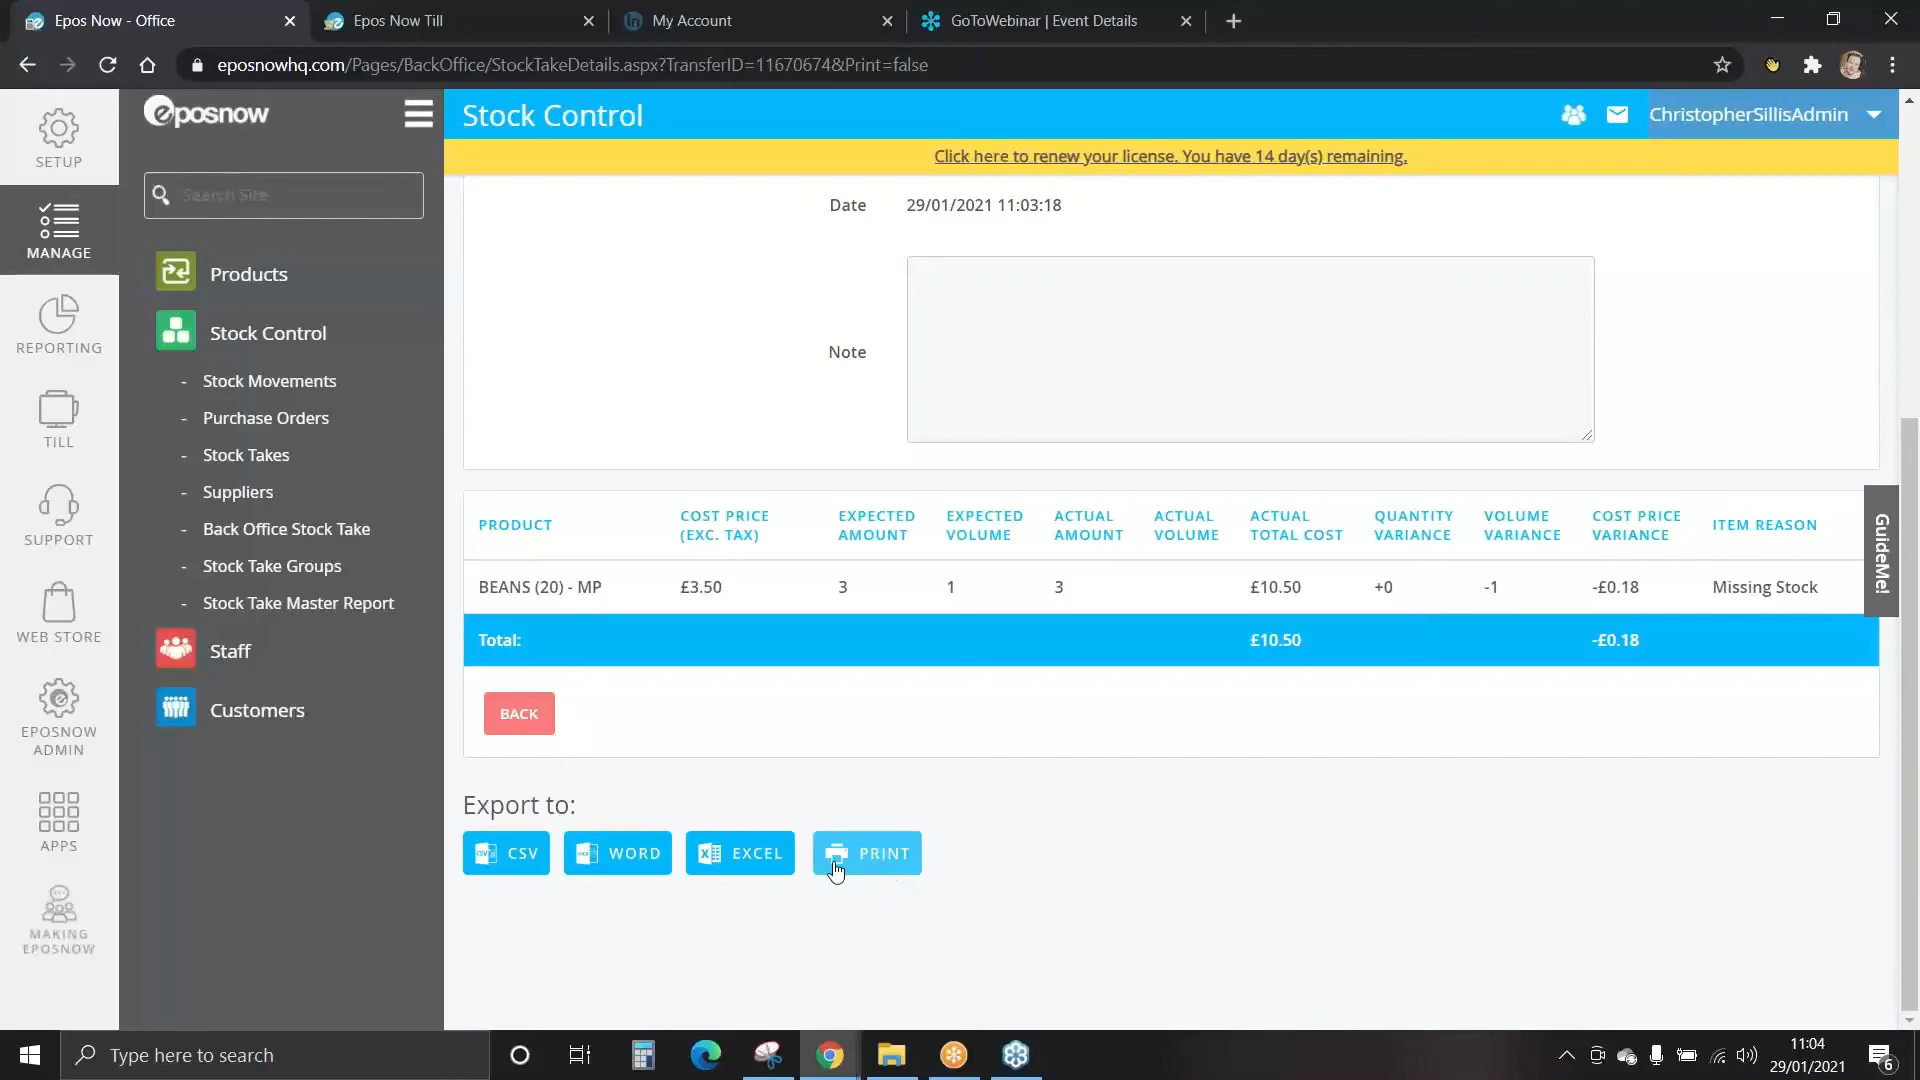 Epos Now - Office
Epos Now Till
My Account
GoToWebinar | Event Details
eposnowhq.com/Pages/BackOffice/StockTakeDetails.aspx?TransferID=11670674&Print=false
SETUP
MANAGE
REPORTING
TILL
SUPPORT
WEB STORE
EPOSNOW
ADMIN
APPS
MAKING
EPOSNOW
eposnow
Search Site
Products
Stock Control
- Stock Movements
- Purchase Orders
- Stock Takes
- Suppliers
- Back Office Stock Take
- Stock Take Groups
- Stock Take Master Report
Staff
Customers
Stock Control
ChristopherSillisAdmin
Click here to renew your license. You have 14 day(s) remaining.
Date 29/01/2021 11:03:18
Note
PRODUCT COST PRICE (EXC. TAX) EXPECTED AMOUNT EXPECTED VOLUME ACTUAL AMOUNT ACTUAL VOLUME ACTUAL TOTAL COST QUANTITY VARIANCE VOLUME VARIANCE COST PRICE VARIANCE ITEM REASON
BEANS (20) - MP £3.50 3 1 3 £10.50 +0 -1 -£0.18 Missing Stock
Total: £10.50 -£0.18
BACK
GuideMe!
Export to:
CSV WORD EXCEL PRINT
Type here to search
11:04
29/01/2021
6